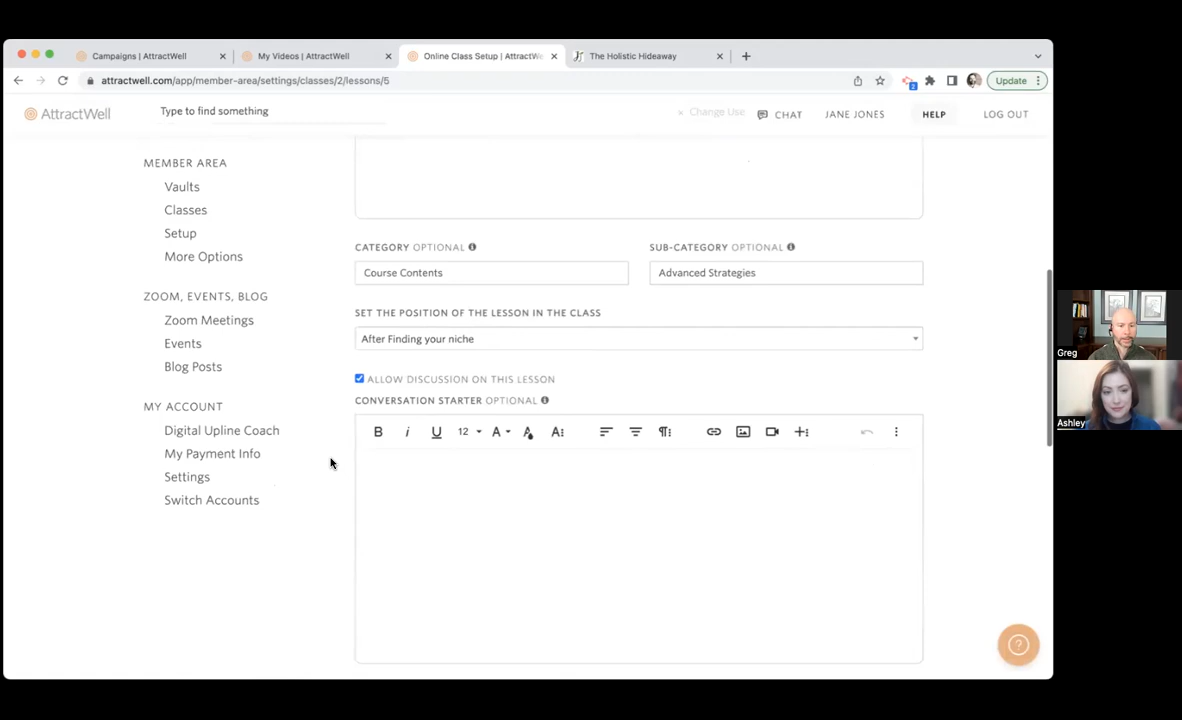 Campaigns | AttractWell
My Videos | AttractWell
Online Class Setup | AttractWe
The Holistic Hideaway
attractwell.com/app/member-area/settings/classes/2/lessons/5
Update
AttractWell
Type to find something
Change Use
CHAT
JANE JONES
HELP
LOG OUT
MEMBER AREA
Vaults
Classes
Setup
More Options
ZOOM, EVENTS, BLOG
Zoom Meetings
Events
Blog Posts
MY ACCOUNT
Digital Upline Coach
My Payment Info
Settings
Switch Accounts
CATEGORY OPTIONAL
SUB-CATEGORY OPTIONAL
Course Contents
Advanced Strategies
SET THE POSITION OF THE LESSON IN THE CLASS
After Finding your niche
ALLOW DISCUSSION ON THIS LESSON
CONVERSATION STARTER OPTIONAL
B I U 12 A A A
Greg
Ashley